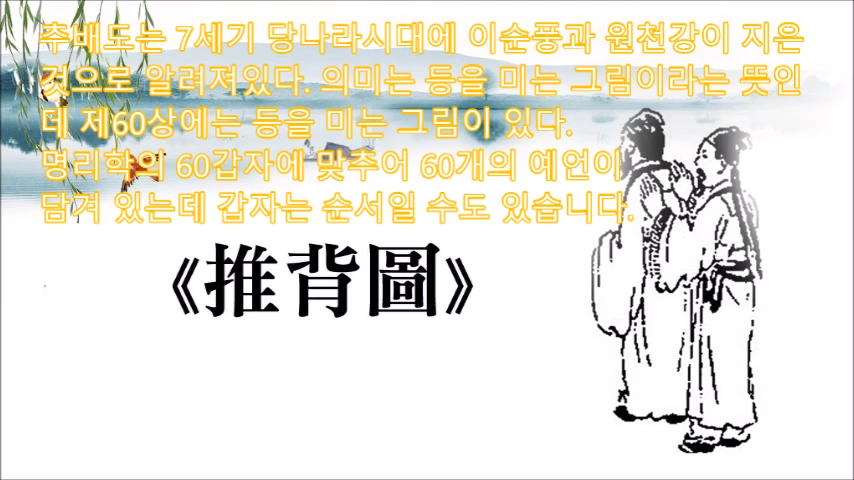 추배도는 7세기 당나라시대에 이순풍과 원천강이 지은
것으로 알려져있다. 의미는 등을 미는 그림이라는 뜻인
데 제60상에는 등을 미는 그림이 있다.
명리학의 60갑자에 맞추어 60개의 예언이
담겨 있는데 갑자는 순서일 수도 있습니다.
《推背圖》